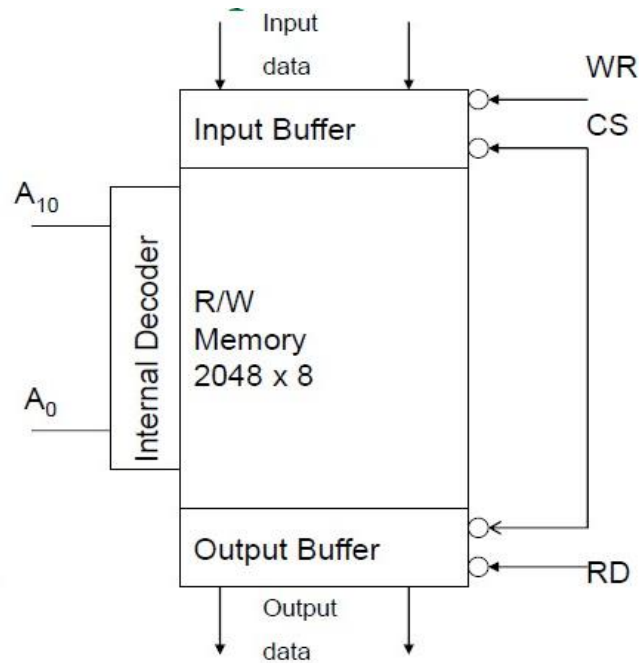 Input
data
WR
Input Buffer
CS
A₁₀
Internal Decoder
R/W
Memory
2048 x 8
A₀
Output Buffer
RD
Output
data